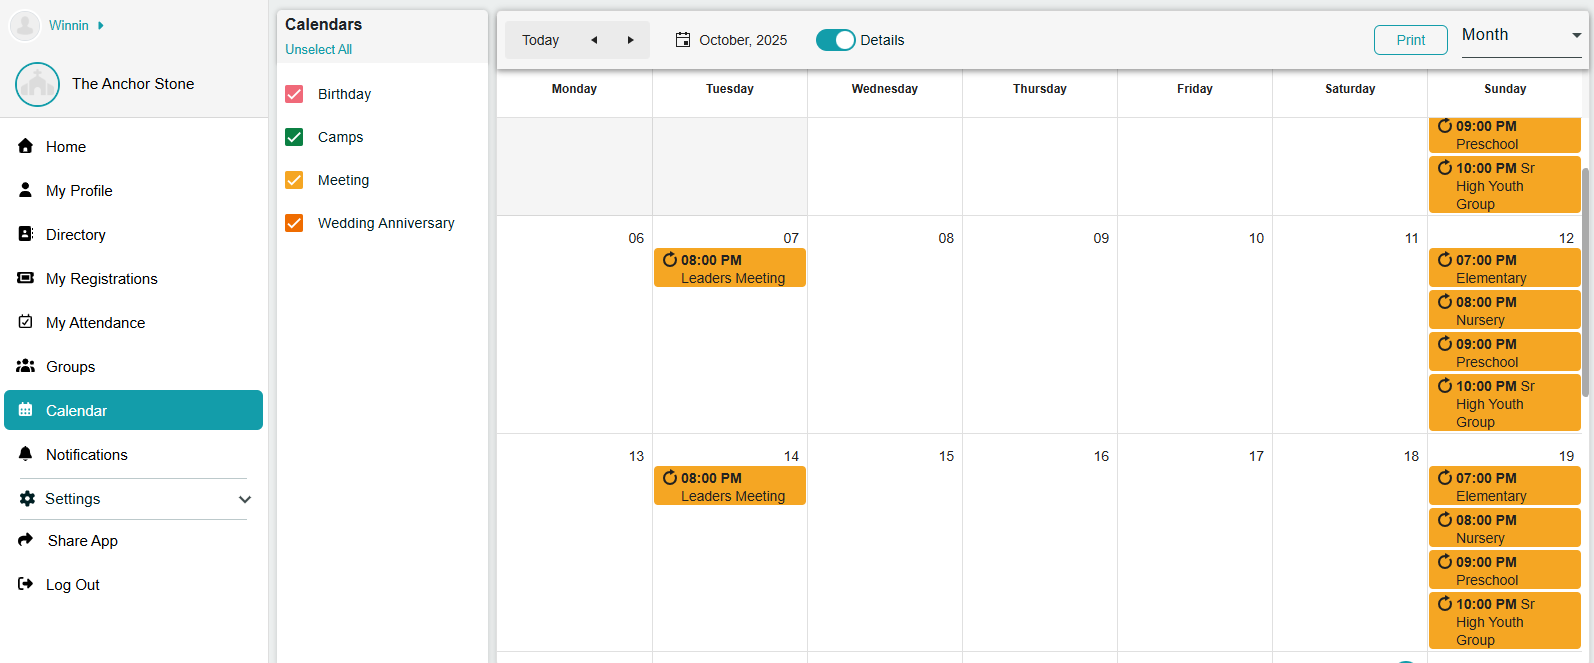 Winnin
The Anchor Stone
Home
My Profile
Directory
My Registrations
My Attendance
Groups
Calendar
Notifications
Settings
Share App
Log Out
Calendars
Unselect All
Birthday
Camps
Meeting
Wedding Anniversary
Today
October, 2025
Details
Print
Month
Monday Tuesday Wednesday Thursday Friday Saturday Sunday
09:00 PM
Preschool
10:00 PM Sr
High Youth
Group
06 07 08 09 10 11 12
08:00 PM
Leaders Meeting
07:00 PM
Elementary
08:00 PM
Nursery
09:00 PM
Preschool
10:00 PM Sr
High Youth
Group
13 14 15 16 17 18 19
08:00 PM
Leaders Meeting
07:00 PM
Elementary
08:00 PM
Nursery
09:00 PM
Preschool
10:00 PM Sr
High Youth
Group